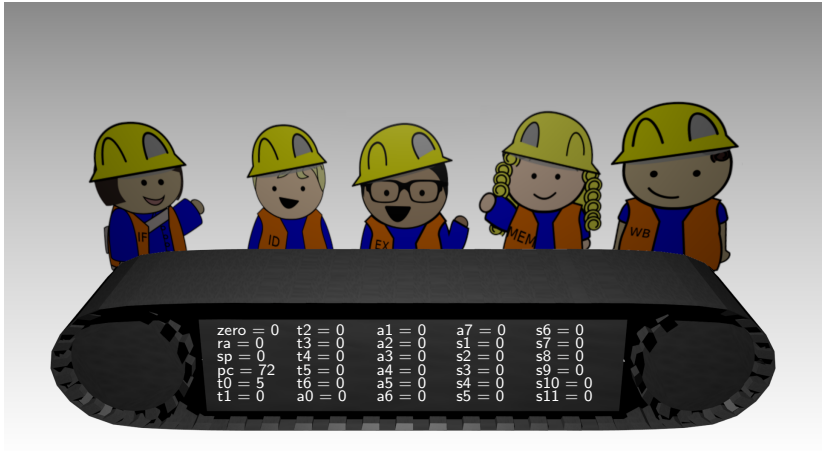 IF
ID
EX
MEM
WB
zero = 0 t2 = 0 a1 = 0 a7 = 0 s6 = 0
ra = 0 t3 = 0 a2 = 0 s1 = 0 s7 = 0
sp = 0 t4 = 0 a3 = 0 s2 = 0 s8 = 0
pc = 72 t5 = 0 a4 = 0 s3 = 0 s9 = 0
t0 = 5 t6 = 0 a5 = 0 s4 = 0 s10 = 0
t1 = 0 a0 = 0 a6 = 0 s5 = 0 s11 = 0